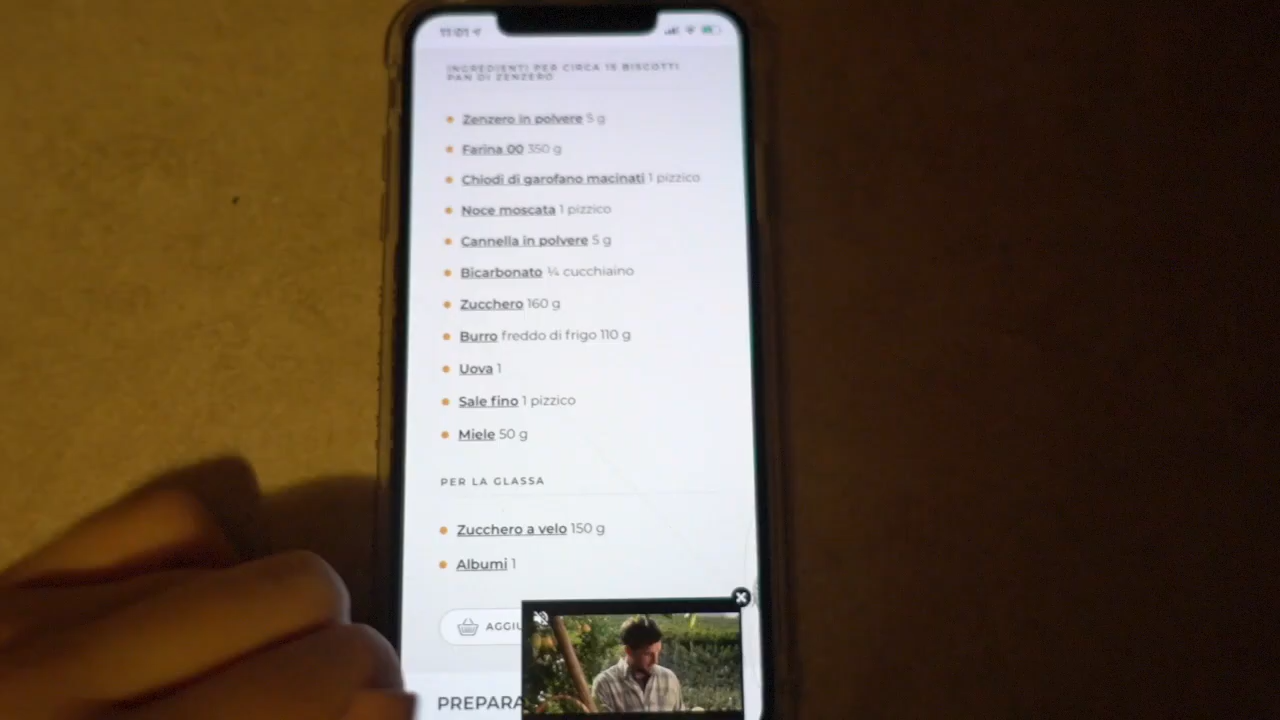 11:01
INGREDIENTI PER CIRCA 15 BISCOTTI
PAN DI ZENZERO
Zenzero in polvere 5 g
Farina 00 350 g
Chiodi di garofano macinati 1 pizzico
Noce moscata 1 pizzico
Cannella in polvere 5 g
Bicarbonato ¼ cucchiaino
Zucchero 160 g
Burro freddo di frigo 110 g
Uova 1
Sale fino 1 pizzico
Miele 50 g
PER LA GLASSA
Zucchero a velo 150 g
Albumi 1
AGGIU
PREPARA